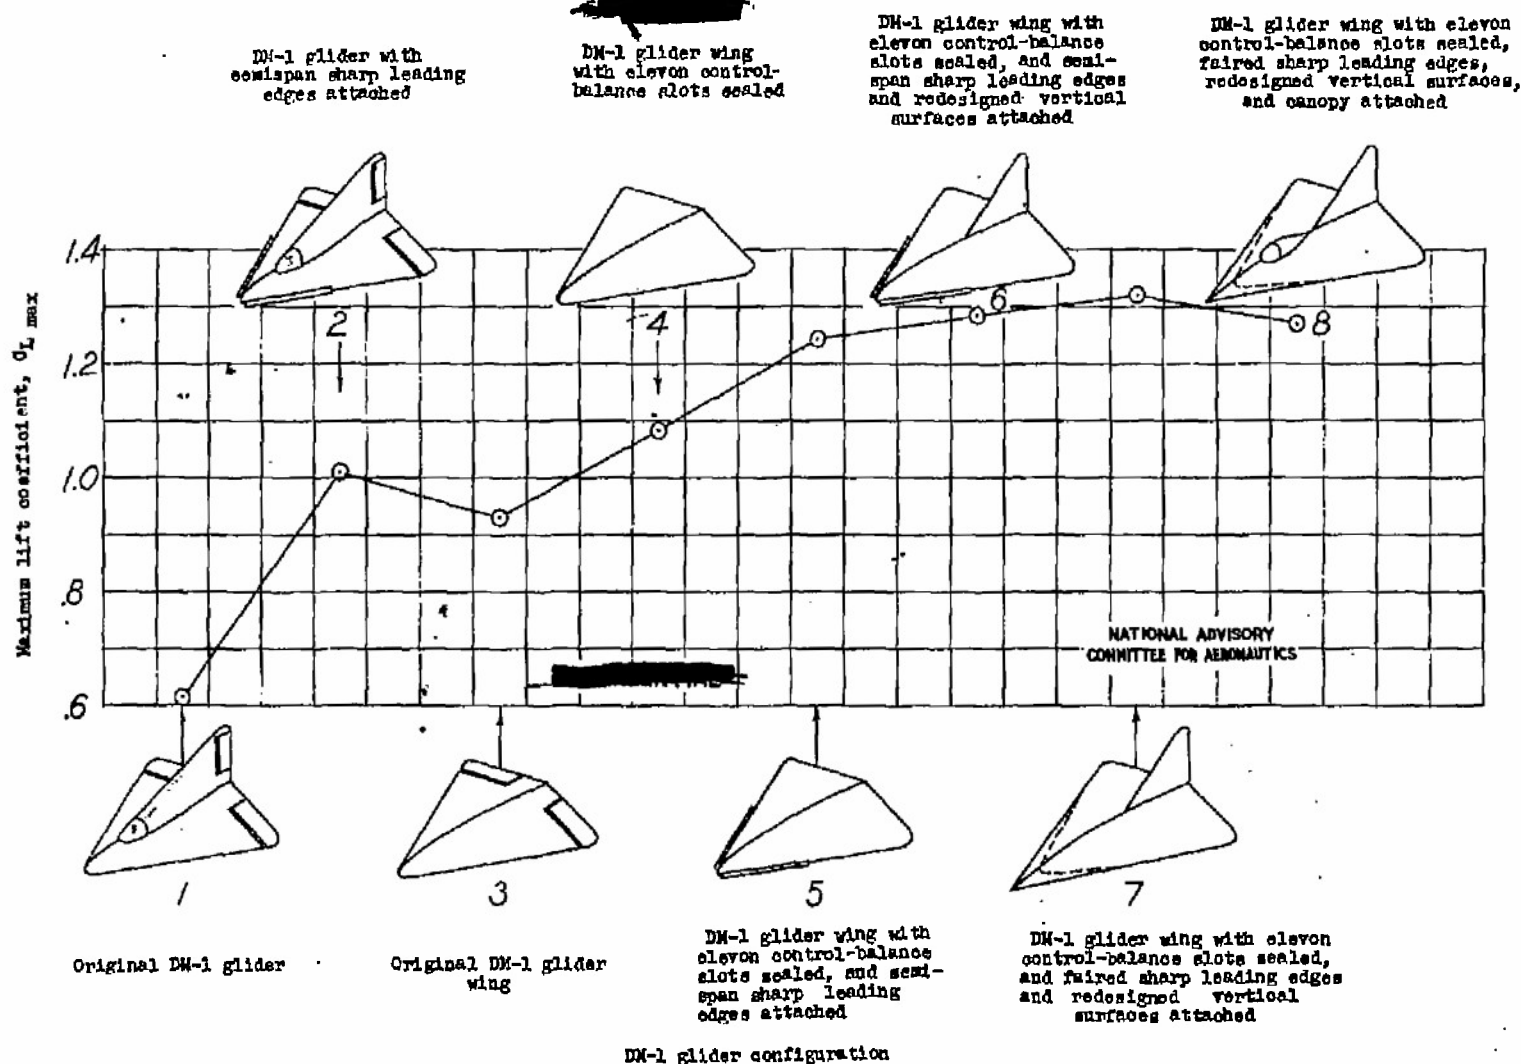 DM-1 glider with
semispan sharp leading
edges attached
DM-1 glider wing
with elevon control-
balance slots sealed
DM-1 glider wing with
elevon control-balance
slots sealed, and semi-
span sharp leading edges
and redesigned vertical
surfaces attached
DM-1 glider wing with elevon
control-balance slots sealed,
faired sharp leading edges,
redesigned vertical surfaces,
and canopy attached
Maximum lift coefficient, CL max
1.4
1.2
1.0
.8
.6
2
4
6
8
NATIONAL ADVISORY
COMMITTEE FOR AERONAUTICS
1
3
5
7
Original DM-1 glider
Original DM-1 glider
wing
DM-1 glider wing with
elevon control-balance
slots sealed, and semi-
span sharp leading
edges attached
DM-1 glider wing with elevon
control-balance slots sealed,
and faired sharp leading edges
and redesigned vertical
surfaces attached
DM-1 glider configuration